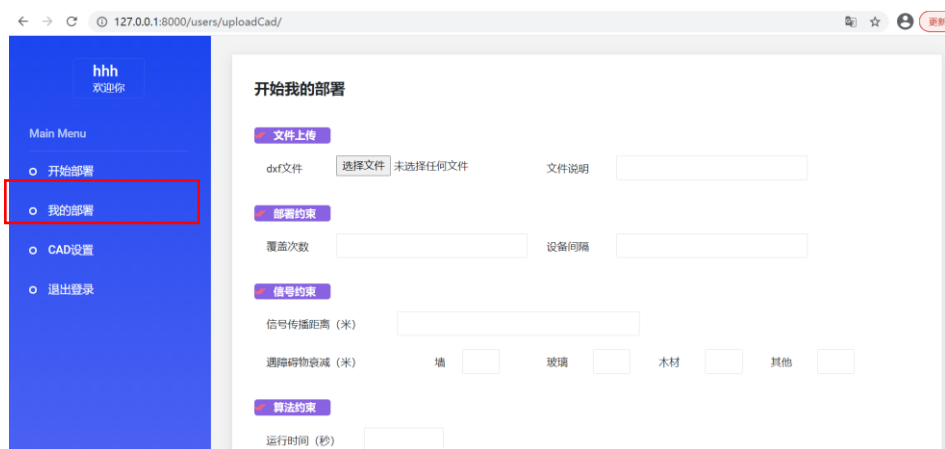 127.0.0.1:8000/users/uploadCad/
hhh
欢迎你
Main Menu
开始部署
我的部署
CAD设置
退出登录
开始我的部署
文件上传
dxf文件 选择文件 未选择任何文件 文件说明
部署约束
覆盖次数 设备间隔
信号约束
信号传播距离（米）
遇障碍物衰减（米） 墙 玻璃 木材 其他
算法约束
运行时间（秒）